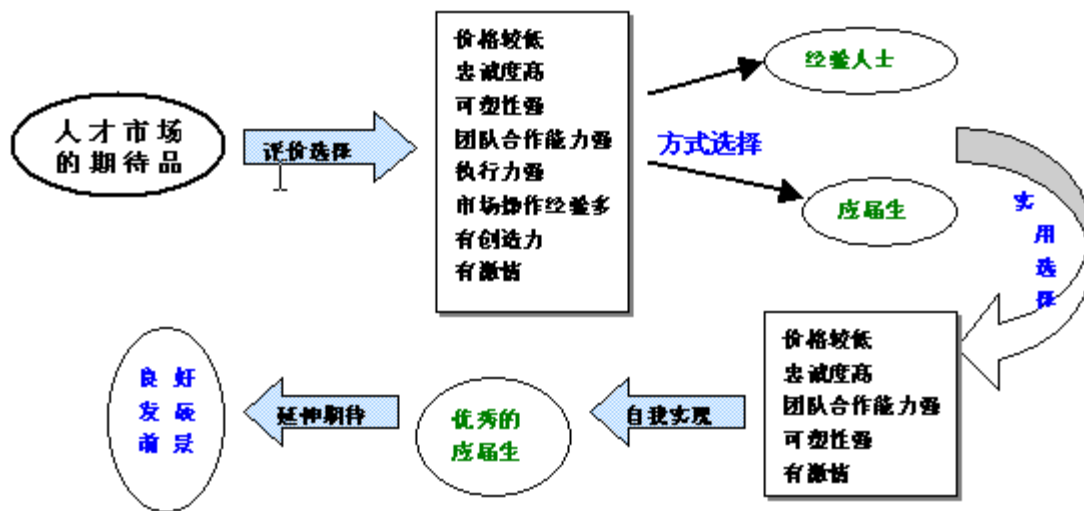 人才市场
的期待品
评价选择
价格较低
忠诚度高
可塑性强
团队合作能力强
执行力强
市场操作经验多
有创造力
有激情
方式选择
经验人士
应届生
实用选择
价格较低
忠诚度高
团队合作能力强
可塑性强
有激情
自我实现
优秀的
应届生
延伸期待
良好
发展
前景